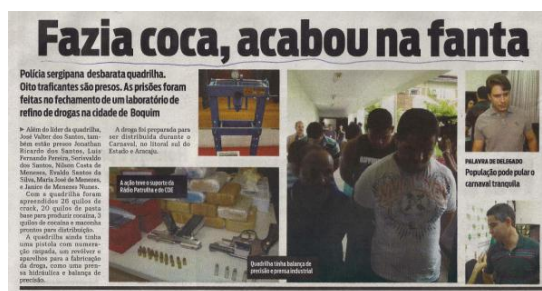 Fazia coca, acabou na fanta
Polícia sergipana desbarata quadrilha.
Oito traficantes são presos. As prisões foram
feitas no fechamento de um laboratório de
refino de drogas na cidade de Boquim
Além do líder da quadrilha,
José Valter dos Santos, tam-
bém estão presos Jonathan
Ricardo dos Santos, Luis
Fernando Pereira, Serivaldo
dos Santos, Nilson Costa de
Meneses, Evaldo Santos da
Silva, Maria José de Meneses,
e Janice de Meneses Nunes.
Com a quadrilha foram
apreendidos 26 quilos de
crack, 20 quilos de pasta
base para produzir cocaína, 3
quilos de cocaína e maconha
prontos para distribuição.
A quadrilha ainda tinha
uma pistola com numera-
ção raspada, um revólver e
aparelhos para a fabricação
da droga, como uma pren-
sa hidráulica e balança de
precisão.
A droga foi preparada para
ser distribuída durante o
Carnaval, no litoral sul do
Estado e Aracaju.
A ação teve o suporte da
Rádio Patrulha e do COE
Quadrilha tinha balança de
precisão e prensa industrial
PALAVRA DE DELEGADO
População pode pular o
carnaval tranquila